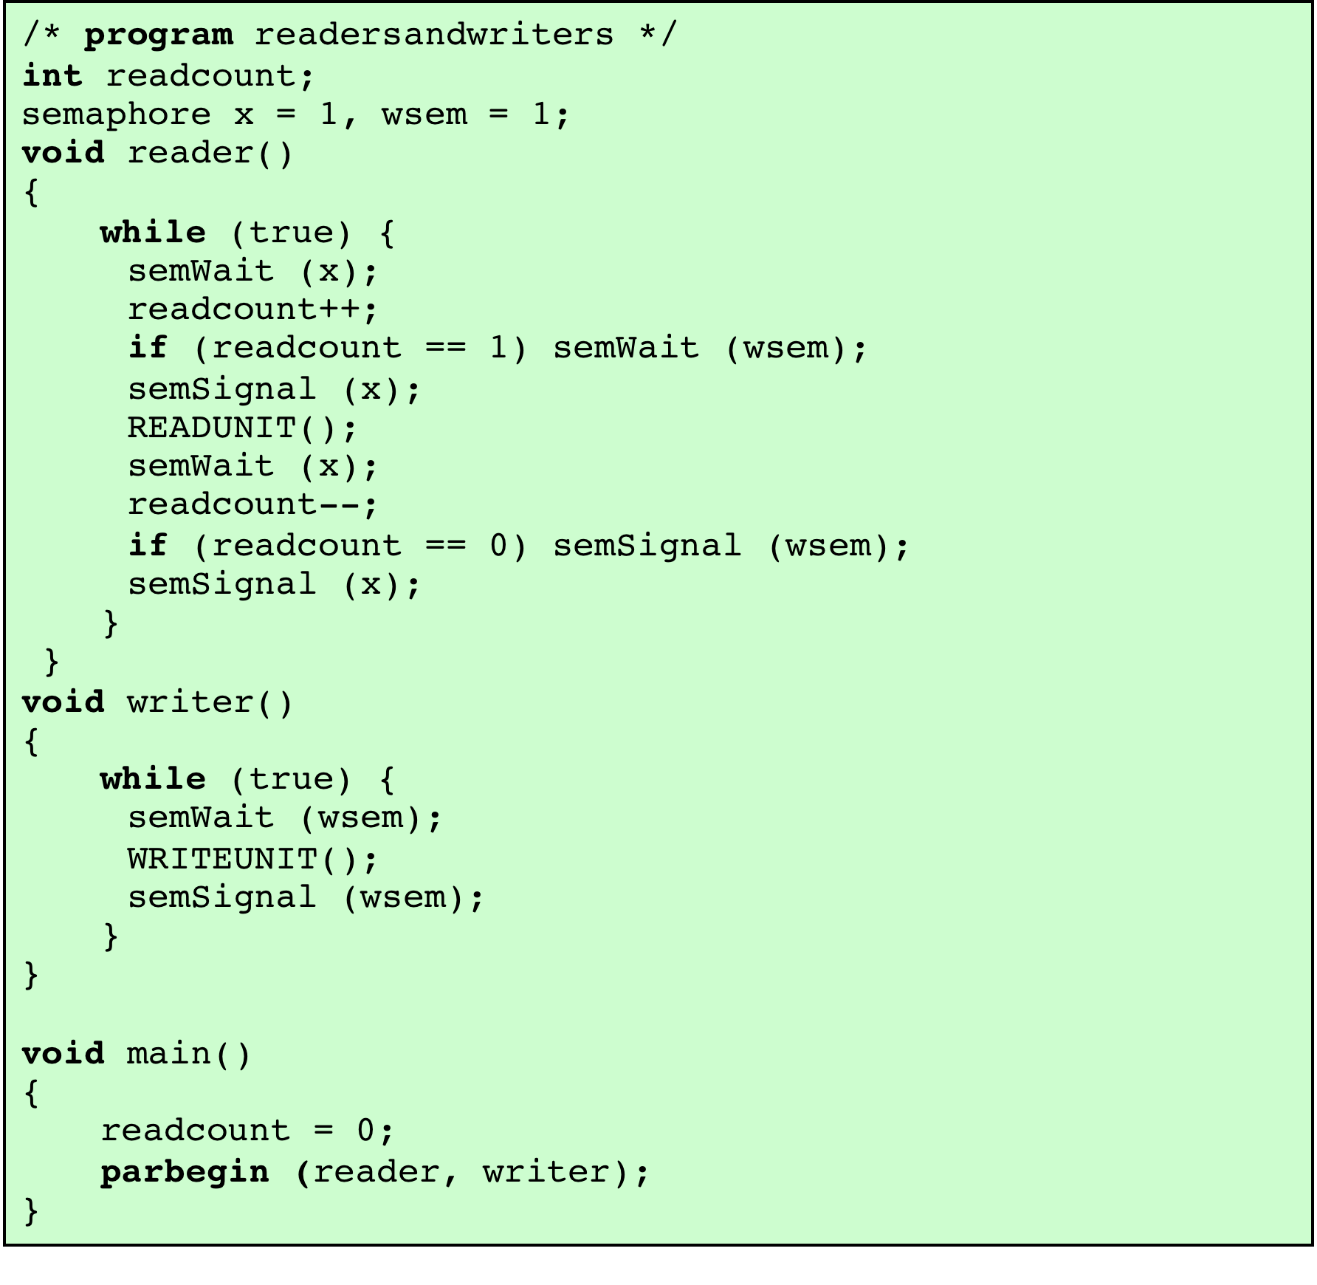 /* program readersandwriters */
int readcount;
semaphore x = 1, wsem = 1;
void reader()
{
while (true) {
semWait (x);
readcount++;
if (readcount == 1) semWait (wsem);
semSignal (x);
READUNIT();
semWait (x);
readcount--;
if (readcount == 0) semSignal (wsem);
semSignal (x);
}
}
void writer()
{
while (true) {
semWait (wsem);
WRITEUNIT();
semSignal (wsem);
}
}
void main()
{
readcount = 0;
parbegin (reader, writer);
}